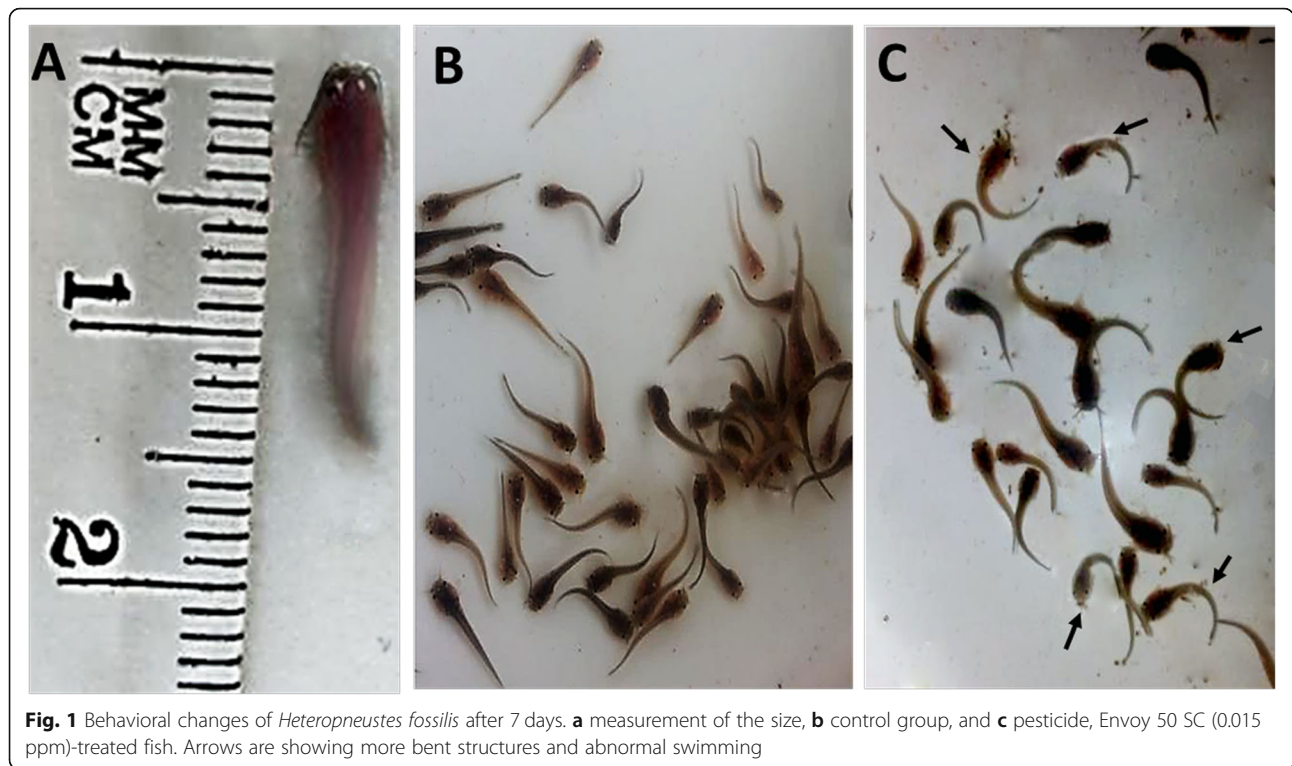 A
B
C
MM
CM
1
2
Fig. 1 Behavioral changes of Heteropneustes fossilis after 7 days. a measurement of the size, b control group, and c pesticide, Envoy 50 SC (0.015
ppm)-treated fish. Arrows are showing more bent structures and abnormal swimming